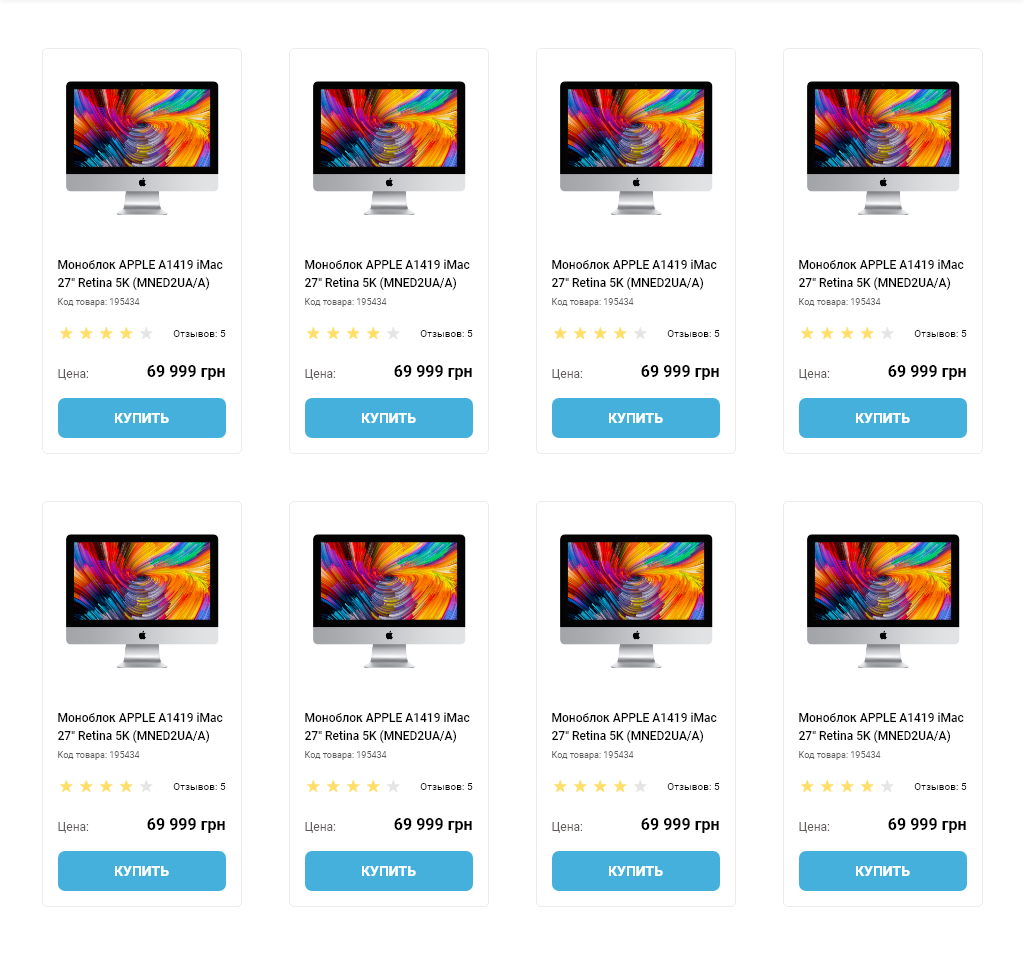 Моноблок APPLE A1419 iMac
27" Retina 5K (MNED2UA/A)
Код товара: 195434
Отзывов: 5
Цена: 69 999 грн
КУПИТЬ
Моноблок APPLE A1419 iMac
27" Retina 5K (MNED2UA/A)
Код товара: 195434
Отзывов: 5
Цена: 69 999 грн
КУПИТЬ
Моноблок APPLE A1419 iMac
27" Retina 5K (MNED2UA/A)
Код товара: 195434
Отзывов: 5
Цена: 69 999 грн
КУПИТЬ
Моноблок APPLE A1419 iMac
27" Retina 5K (MNED2UA/A)
Код товара: 195434
Отзывов: 5
Цена: 69 999 грн
КУПИТЬ
Моноблок APPLE A1419 iMac
27" Retina 5K (MNED2UA/A)
Код товара: 195434
Отзывов: 5
Цена: 69 999 грн
КУПИТЬ
Моноблок APPLE A1419 iMac
27" Retina 5K (MNED2UA/A)
Код товара: 195434
Отзывов: 5
Цена: 69 999 грн
КУПИТЬ
Моноблок APPLE A1419 iMac
27" Retina 5K (MNED2UA/A)
Код товара: 195434
Отзывов: 5
Цена: 69 999 грн
КУПИТЬ
Моноблок APPLE A1419 iMac
27" Retina 5K (MNED2UA/A)
Код товара: 195434
Отзывов: 5
Цена: 69 999 грн
КУПИТЬ